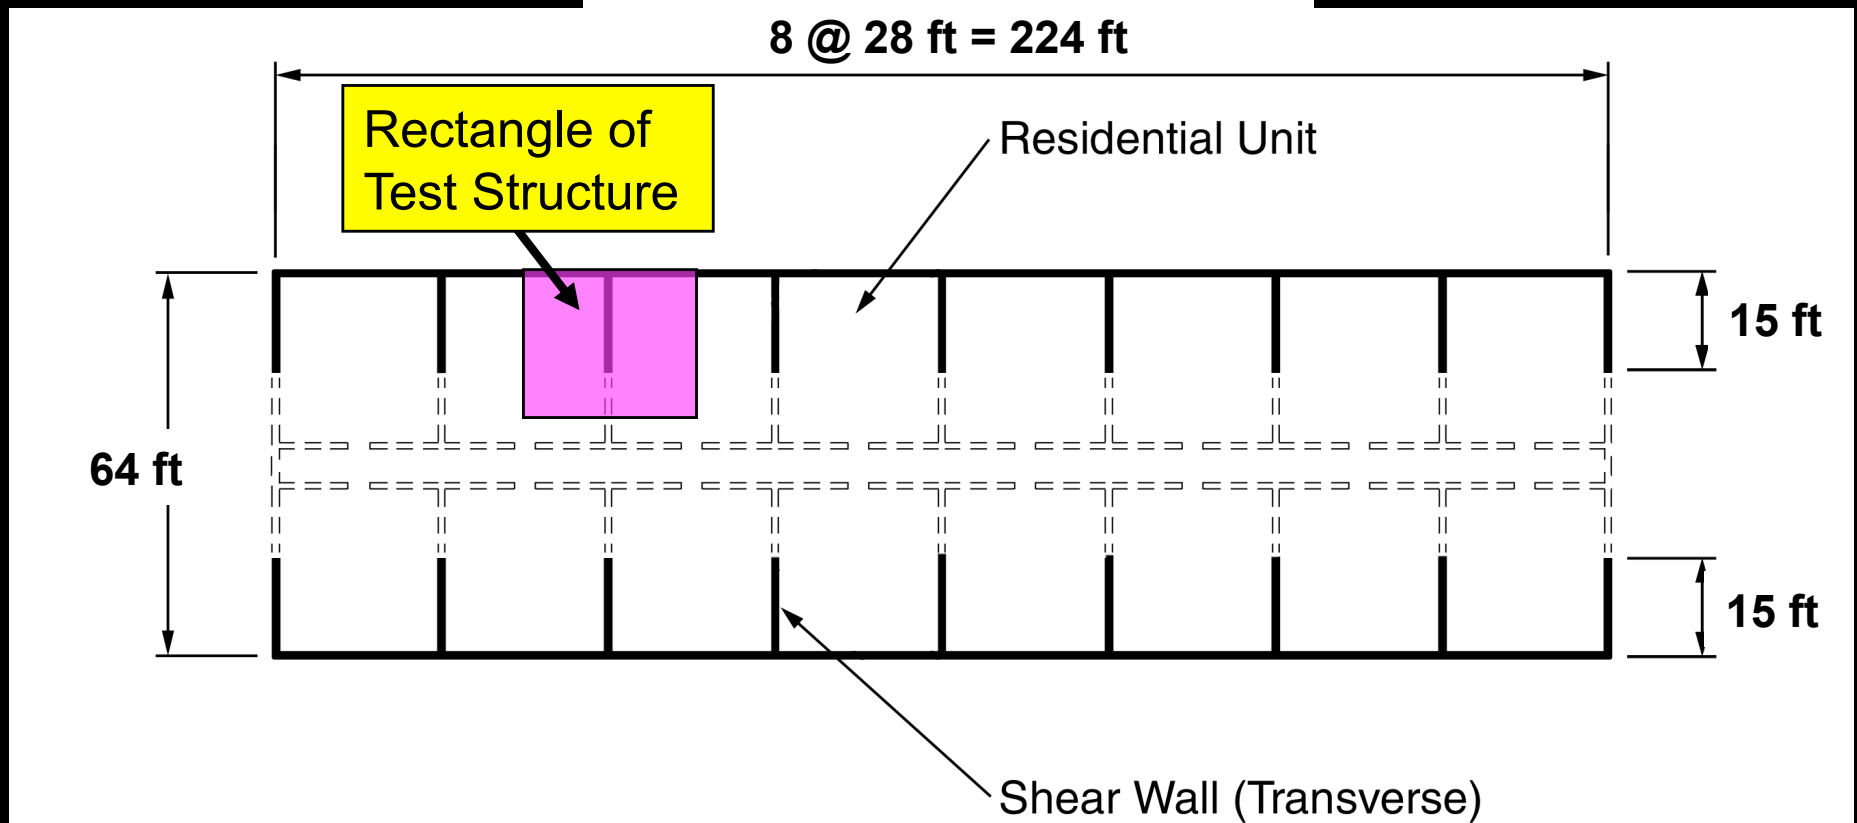 8 @ 28 ft = 224 ft
Rectangle of
Test Structure
Residential Unit
15 ft
64 ft
15 ft
Shear Wall (Transverse)